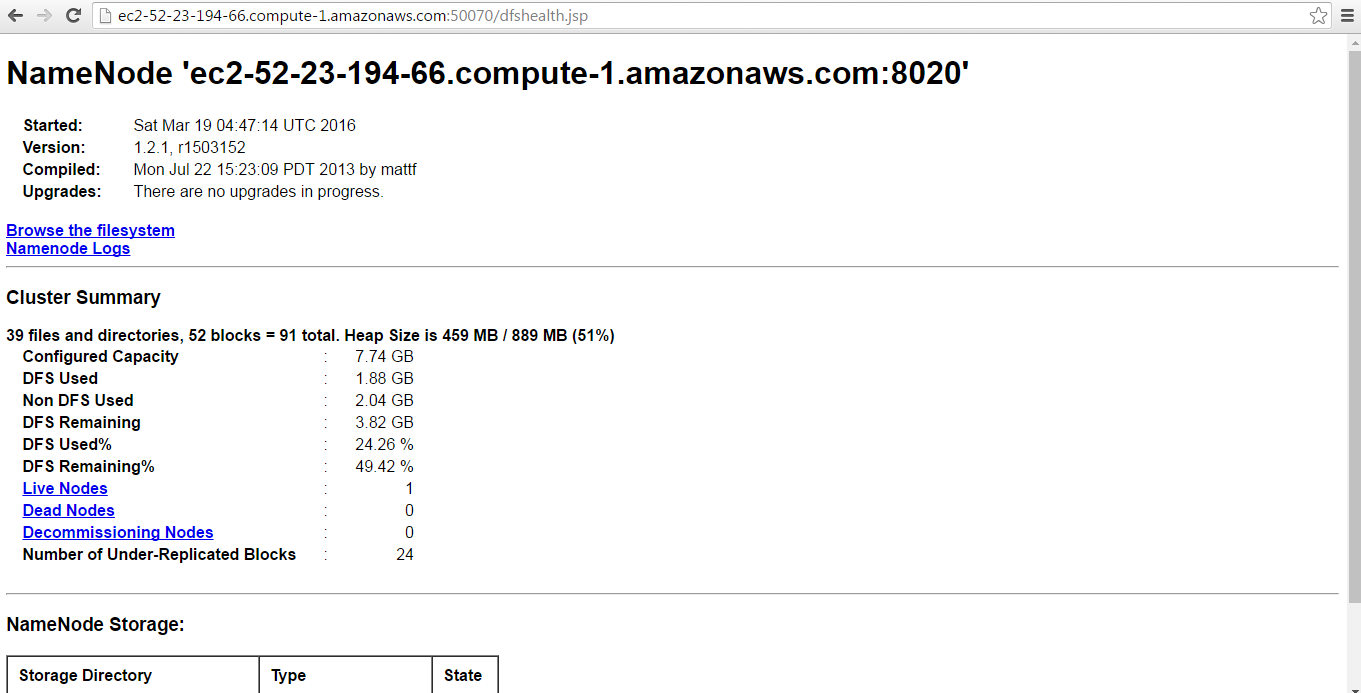 ec2-52-23-194-66.compute-1.amazonaws.com:50070/dfshealth.jsp
NameNode 'ec2-52-23-194-66.compute-1.amazonaws.com:8020'
Started: Sat Mar 19 04:47:14 UTC 2016
Version: 1.2.1, r1503152
Compiled: Mon Jul 22 15:23:09 PDT 2013 by mattf
Upgrades: There are no upgrades in progress.
Browse the filesystem
Namenode Logs
Cluster Summary
39 files and directories, 52 blocks = 91 total. Heap Size is 459 MB / 889 MB (51%)
Configured Capacity : 7.74 GB
DFS Used : 1.88 GB
Non DFS Used : 2.04 GB
DFS Remaining : 3.82 GB
DFS Used% : 24.26 %
DFS Remaining% : 49.42 %
Live Nodes : 1
Dead Nodes : 0
Decommissioning Nodes : 0
Number of Under-Replicated Blocks : 24
NameNode Storage:
Storage Directory Type State